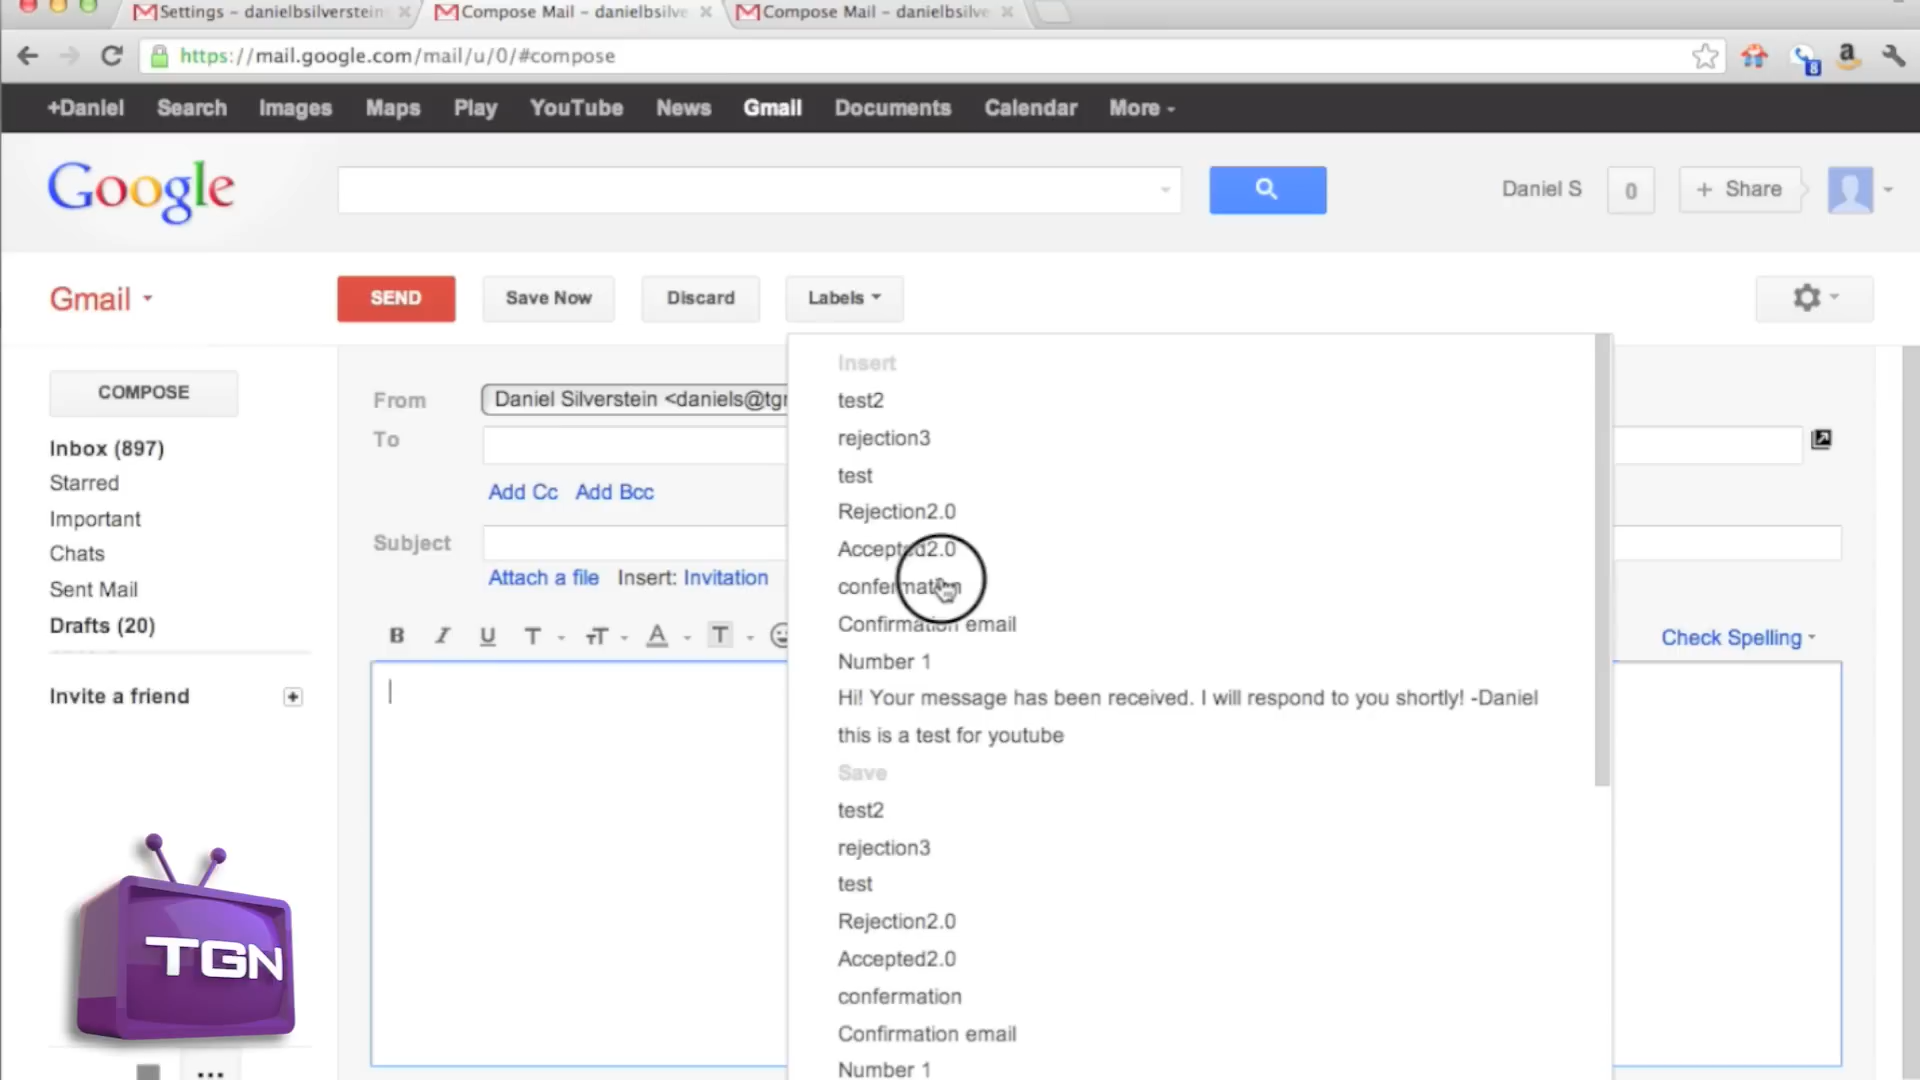 Settings - danielbsilverstein
Compose Mail - danielbsilve
Compose Mail - danielbsilve
https://mail.google.com/mail/u/0/#compose
8
a
+Daniel Search Images Maps Play YouTube News Gmail Documents Calendar More
Google
Daniel S 0 + Share
Gmail SEND Save Now Discard Labels
COMPOSE
Inbox (897)
Starred
Important
Chats
Sent Mail
Drafts (20)
Invite a friend
From Daniel Silverstein <daniels@tgn
To
Add Cc Add Bcc
Subject
Attach a file Insert: Invitation
B I U T TT A T
Check Spelling
Insert
test2
rejection3
test
Rejection2.0
Accepted2.0
confermation
Confirmation email
Number 1
Hi! Your message has been received. I will respond to you shortly! -Daniel
this is a test for youtube
Save
test2
rejection3
test
Rejection2.0
Accepted2.0
confermation
Confirmation email
Number 1
TGN